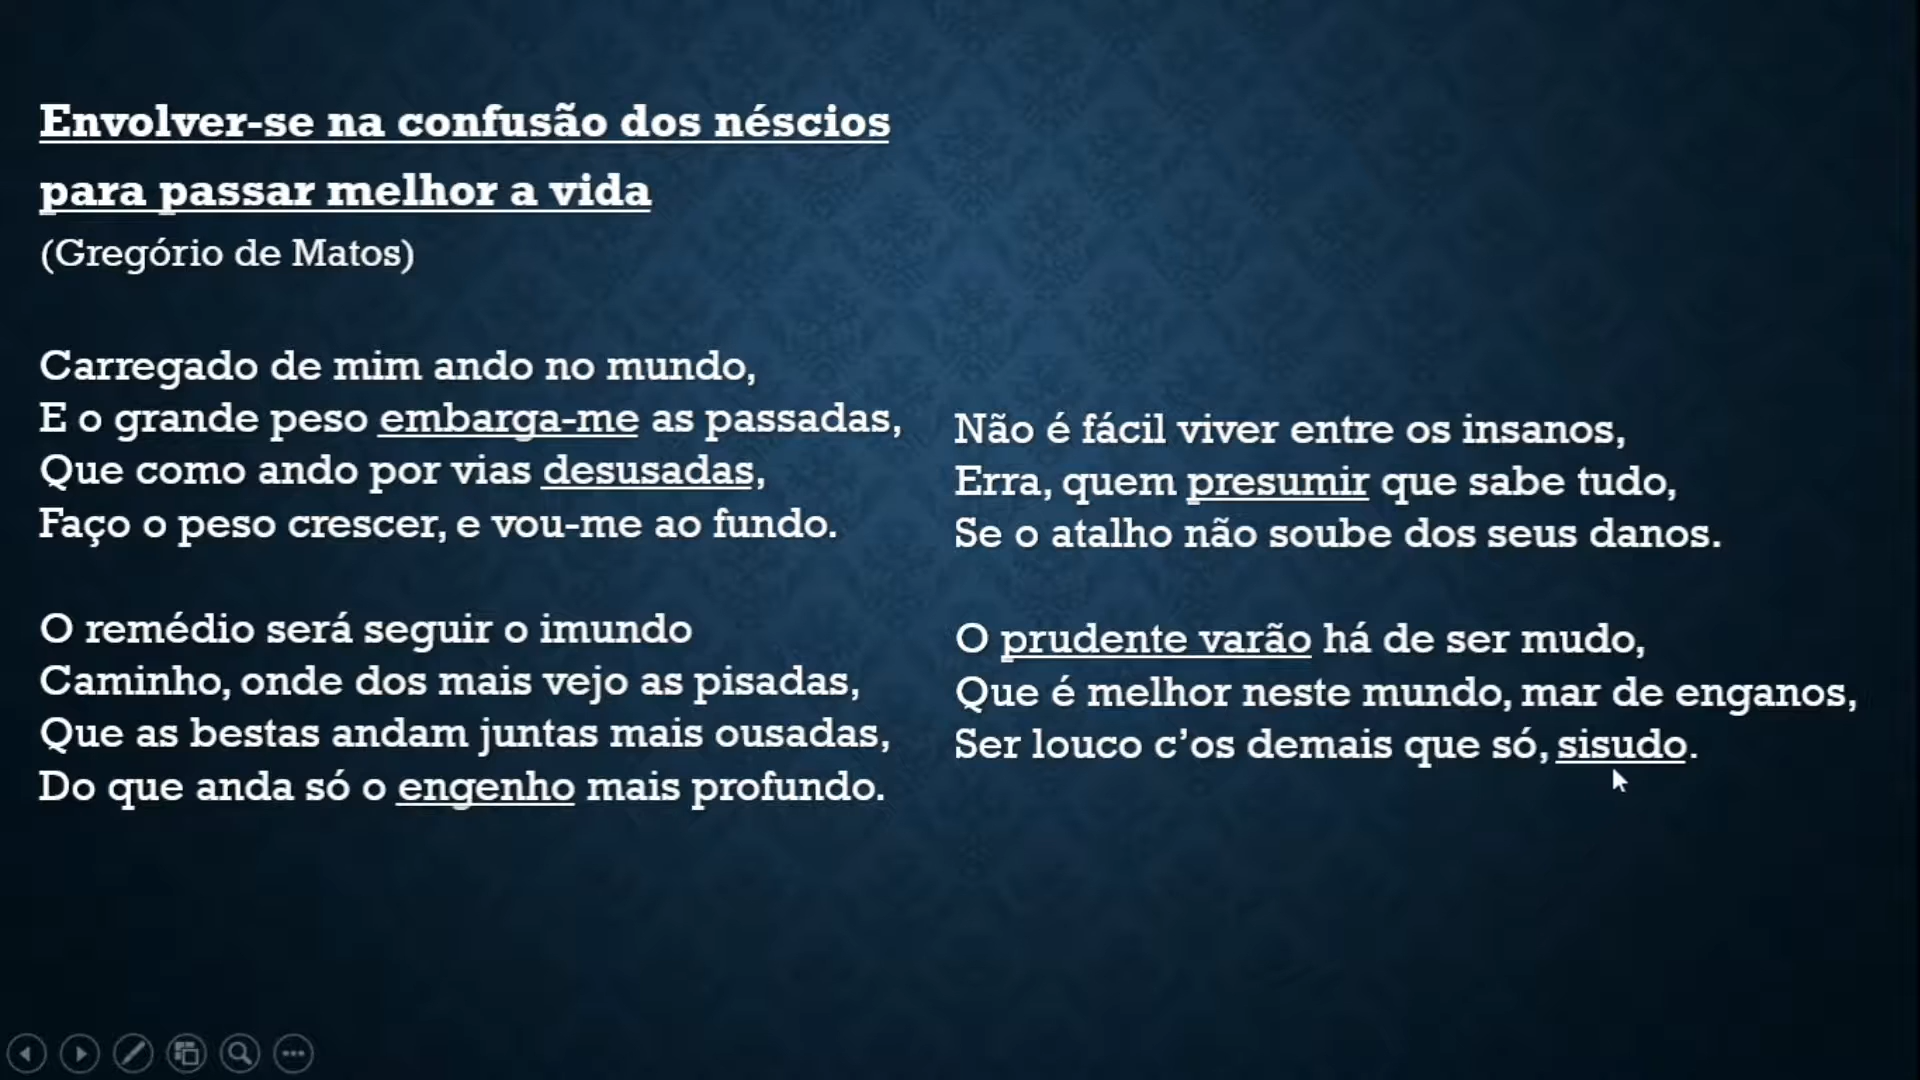 Envolver-se na confusão dos néscios
para passar melhor a vida
(Gregório de Matos)
Carregado de mim ando no mundo,
E o grande peso embarga-me as passadas,
Que como ando por vias desusadas,
Faço o peso crescer, e vou-me ao fundo.
O remédio será seguir o imundo
Caminho, onde dos mais vejo as pisadas,
Que as bestas andam juntas mais ousadas,
Do que anda só o engenho mais profundo.
Não é fácil viver entre os insanos,
Erra, quem presumir que sabe tudo,
Se o atalho não soube dos seus danos.
O prudente varão há de ser mudo,
Que é melhor neste mundo, mar de enganos,
Ser louco c’os demais que só, sisudo.